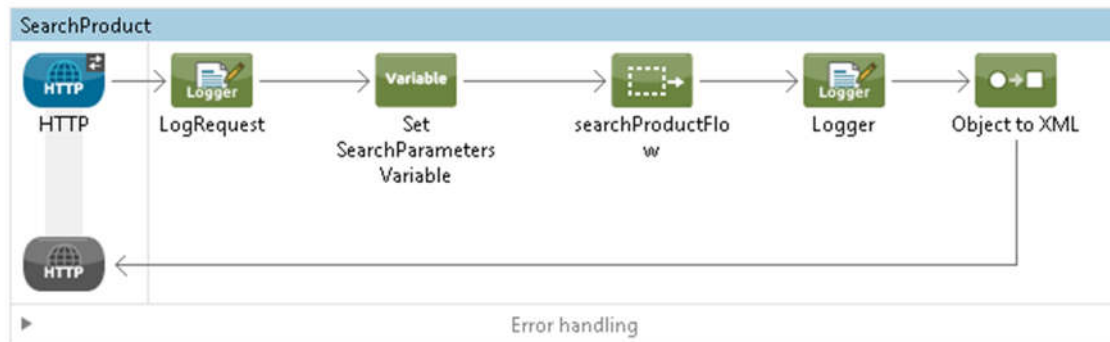 SearchProduct
HTTP
Logger
Variable
Logger
HTTP
LogRequest
Set
SearchParameters
Variable
searchProductFlo
w
Logger
Object to XML
HTTP
Error handling